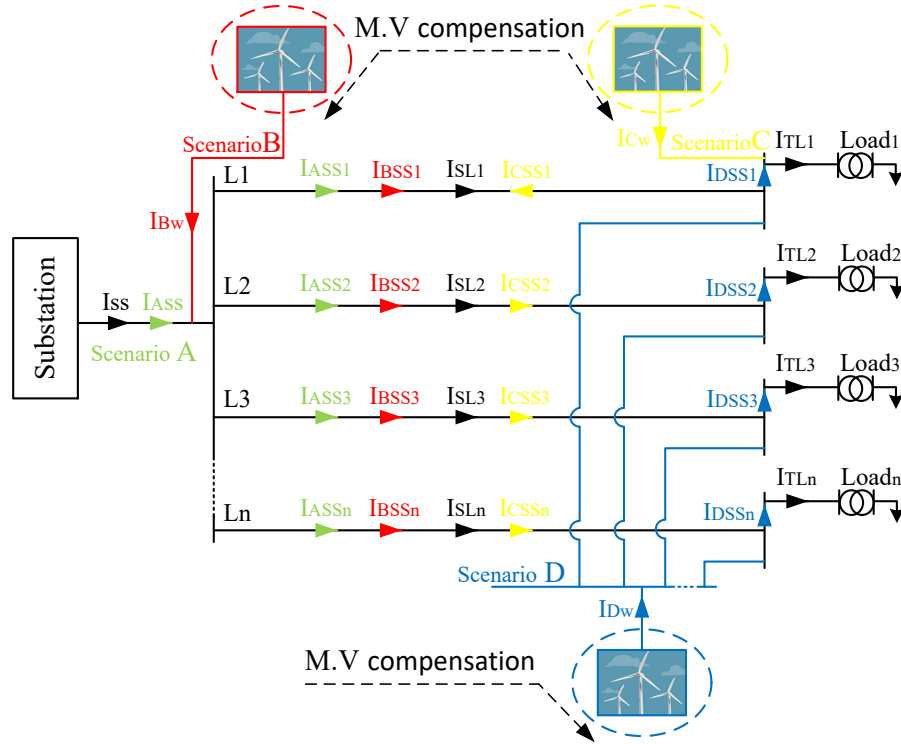 M.V compensation
Scenario B
ICw
Scenario C
IBw
L1
IASS1
IBSS1
ISL1
ICSS1
IDSS1
ITL1
Load1
L2
IASS2
IBSS2
ISL2
ICSS2
IDSS2
ITL2
Load2
Substation
Iss
IASS
Scenario A
L3
IASS3
IBSS3
ISL3
ICSS3
IDSS3
ITL3
Load3
Ln
IASSn
IBSSn
ISLn
ICSSn
IDSSn
ITLn
Loadn
Scenario D
IDw
M.V compensation